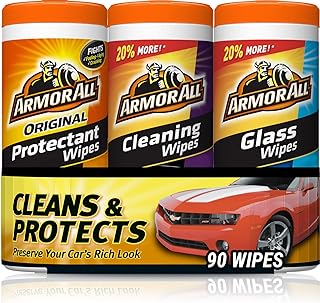 FIGHTS
ARMOR ALL
ORIGINAL
Protectant
Wipes
20% MORE!*
ARMOR ALL
Cleaning
Wipes
20% MORE!*
ARMOR ALL
Glass
Wipes
CLEANS &
PROTECTS
Preserve Your Car's Rich Look
90 WIPES